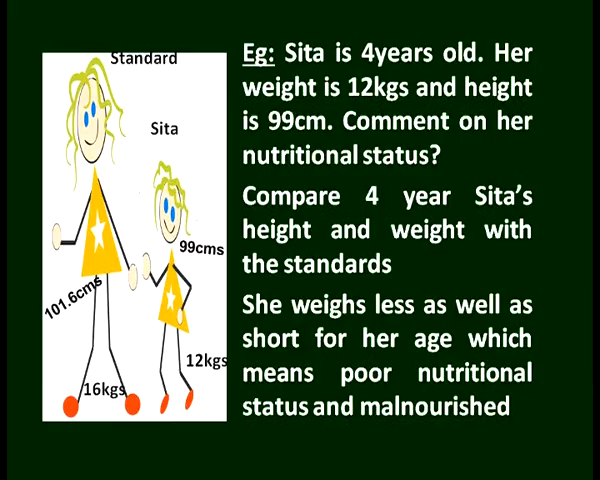 Standard
Sita
99cms
101.6cms
12kgs
16kgs
Eg: Sita is 4years old. Her
weight is 12kgs and height
is 99cm. Comment on her
nutritional status?
Compare 4 year Sita's
height and weight with
the standards
She weighs less as well as
short for her age which
means poor nutritional
status and malnourished